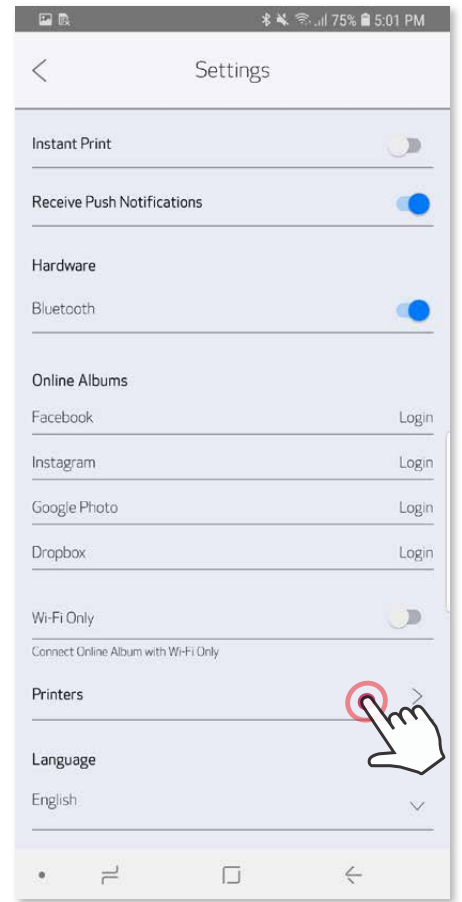 75% 5:01 PM
Settings
Instant Print
Receive Push Notifications
Hardware
Bluetooth
Online Albums
Facebook Login
Instagram Login
Google Photo Login
Dropbox Login
Wi-Fi Only
Connect Online Album with Wi-Fi Only
Printers
Language
English